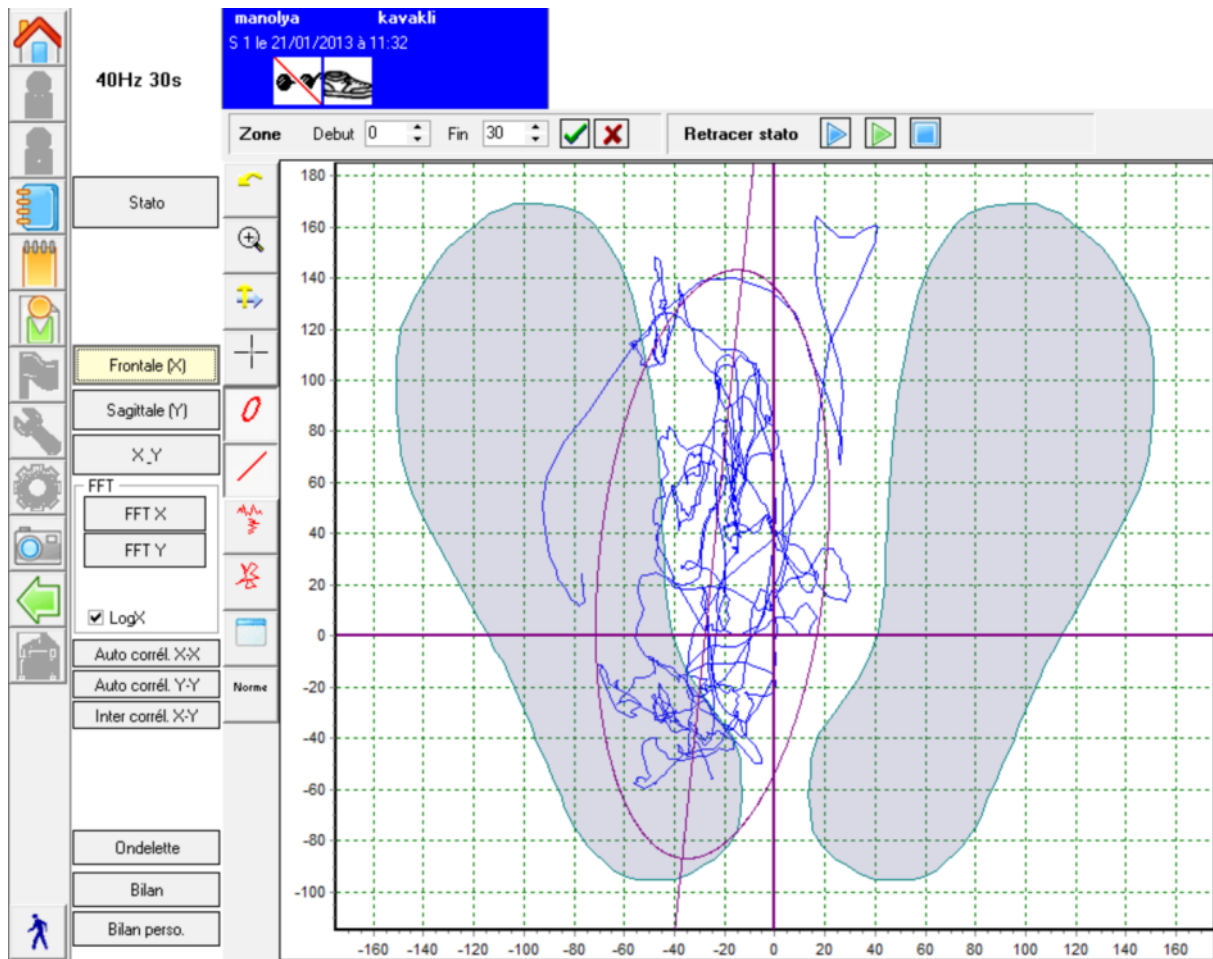 manolya kavakli
S 1 le 21/01/2013 à 11:32
40Hz 30s
Zone Debut 0 Fin 30 Retracer stato
Stato
Frontale (X)
Sagittale (Y)
X_Y
FFT
FFT X
FFT Y
LogX
Auto corrél. X-X
Auto corrél. Y-Y
Inter corrél. X-Y
Ondelette
Bilan
Bilan perso.
Norme
180
160
140
120
100
80
60
40
20
0
-20
-40
-60
-80
-100
-160 -140 -120 -100 -80 -60 -40 -20 0 20 40 60 80 100 120 140 160